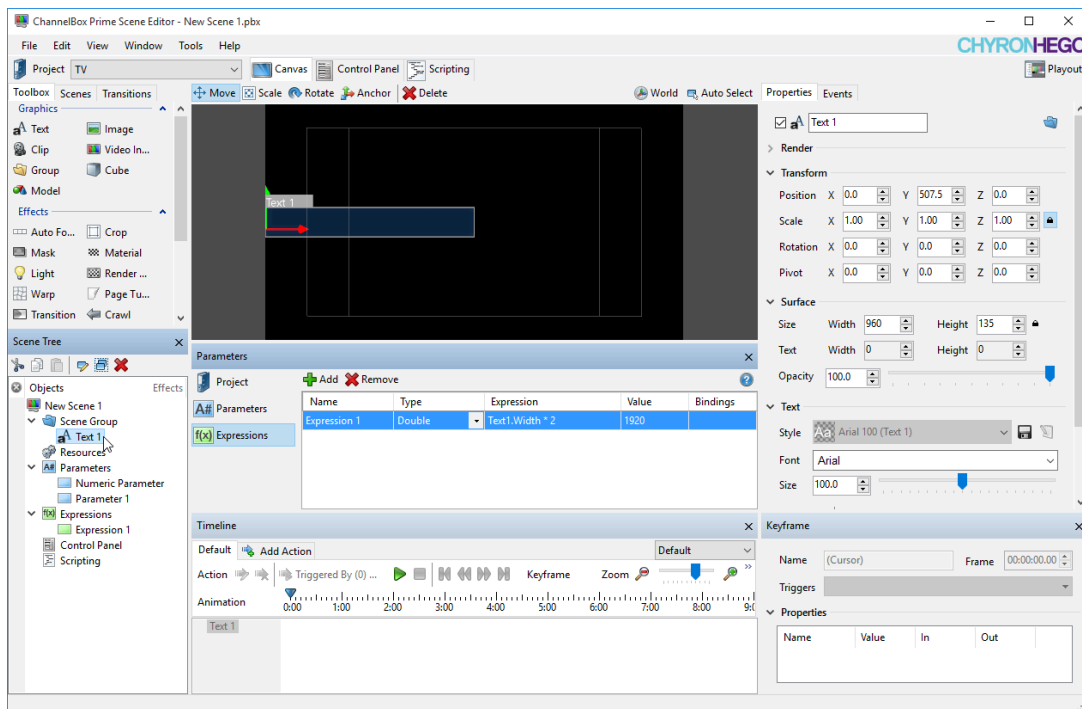 ChannelBox Prime Scene Editor - New Scene 1.pbx
File Edit View Window Tools Help
CHYRONHEGO
Project TV Canvas Control Panel Scripting Playout
Toolbox Scenes Transitions Move Scale Rotate Anchor Delete World Auto Select Properties Events
Graphics
Text Image
Clip Video In...
Group Cube
Model
Effects
Auto Fo... Crop
Mask Material
Light Render ...
Warp Page Tu...
Transition Crawl
Text 1
Text 1
Render
Transform
Position X 0.0 Y 507.5 Z 0.0
Scale X 1.00 Y 1.00 Z 1.00
Rotation X 0.0 Y 0.0 Z 0.0
Pivot X 0.0 Y 0.0 Z 0.0
Surface
Size Width 960 Height 135
Text Width 0 Height 0
Opacity 100.0
Text
Style Aa Arial 100 (Text 1)
Font Arial
Size 100.0
Scene Tree
Objects Effects
New Scene 1
Scene Group
Text 1
Resources
A# Parameters
Numeric Parameter
Parameter 1
f(x) Expressions
Expression 1
Control Panel
Scripting
Parameters
Project Add Remove
A# Parameters
f(x) Expressions
Name Type Expression Value Bindings
Expression 1 Double Text1.Width * 2 1920
Timeline
Default Add Action Default
Action Triggered By (0) ... Keyframe Zoom
Animation 0:00 1:00 2:00 3:00 4:00 5:00 6:00 7:00 8:00 9:0
Text 1
Keyframe
Name (Cursor) Frame 00:00:00.00
Triggers
Properties
Name Value In Out